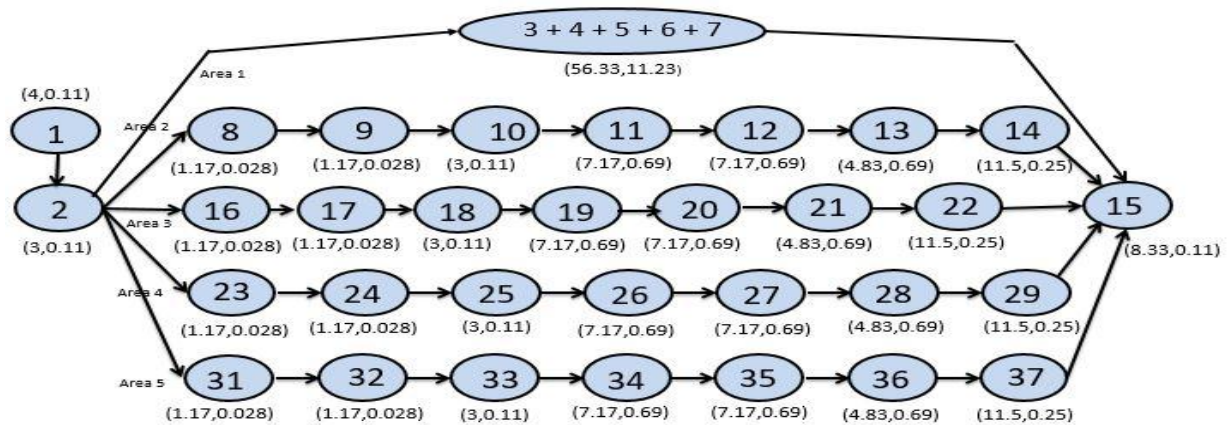 3 + 4 + 5 + 6 + 7
(56.33,11.23)
Area 1
(4,0.11)
1
Area 2
8 9 10 11 12 13 14
(1.17,0.028) (1.17,0.028) (3,0.11) (7.17,0.69) (7.17,0.69) (4.83,0.69) (11.5,0.25)
2
(3,0.11)
Area 3
16 17 18 19 20 21 22 15
(1.17,0.028) (1.17,0.028) (3,0.11) (7.17,0.69) (7.17,0.69) (4.83,0.69) (11.5,0.25) (8.33,0.11)
Area 4
23 24 25 26 27 28 29
(1.17,0.028) (1.17,0.028) (3,0.11) (7.17,0.69) (7.17,0.69) (4.83,0.69) (11.5,0.25)
Area 5
31 32 33 34 35 36 37
(1.17,0.028) (1.17,0.028) (3,0.11) (7.17,0.69) (7.17,0.69) (4.83,0.69) (11.5,0.25)